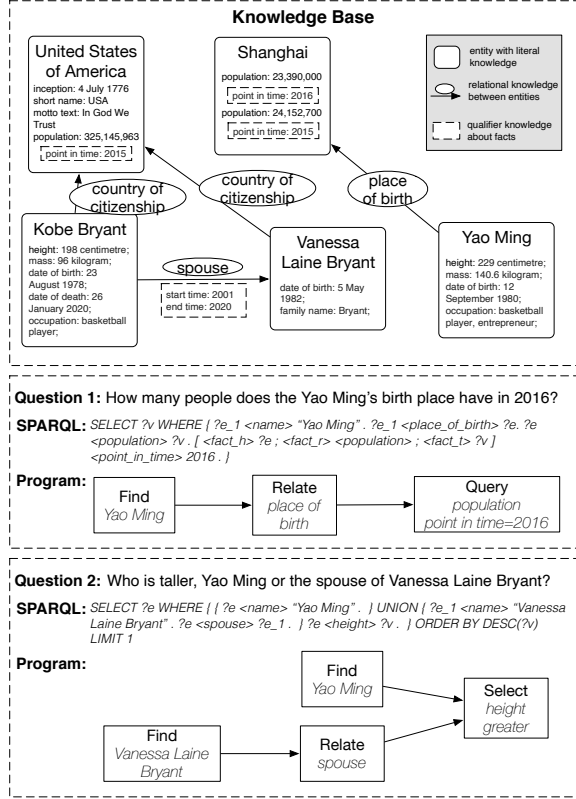 Knowledge Base
United States
of America
inception: 4 July 1776
short name: USA
motto text: In God We
Trust
population: 325,145,963
point in time: 2015
Shanghai
population: 23,390,000
point in time: 2016
population: 24,152,700
point in time: 2015
entity with literal
knowledge
relational knowledge
between entities
qualifier knowledge
about facts
country of
citizenship
country of
citizenship
place
of birth
Kobe Bryant
height: 198 centimetre;
mass: 96 kilogram;
date of birth: 23
August 1978;
date of death: 26
January 2020;
occupation: basketball
player;
spouse
start time: 2001
end time: 2020
Vanessa
Laine Bryant
date of birth: 5 May
1982;
family name: Bryant;
Yao Ming
height: 229 centimetre;
mass: 140.6 kilogram;
date of birth: 12
September 1980;
occupation: basketball
player, entrepreneur;
Question 1: How many people does the Yao Ming's birth place have in 2016?
SPARQL: SELECT ?v WHERE { ?e_1 <name> “Yao Ming” . ?e_1 <place_of_birth> ?e. ?e
<population> ?v . [ <fact_h> ?e ; <fact_r> <population> ; <fact_t> ?v ]
<point_in_time> 2016 . }
Program:
Find
Yao Ming
Relate
place of
birth
Query
population
point in time=2016
Question 2: Who is taller, Yao Ming or the spouse of Vanessa Laine Bryant?
SPARQL: SELECT ?e WHERE { { ?e <name> “Yao Ming” . } UNION { ?e_1 <name> “Vanessa
Laine Bryant” . ?e <spouse> ?e_1 . } ?e <height> ?v . } ORDER BY DESC(?v)
LIMIT 1
Program:
Find
Yao Ming
Select
height
greater
Find
Vanessa Laine
Bryant
Relate
spouse